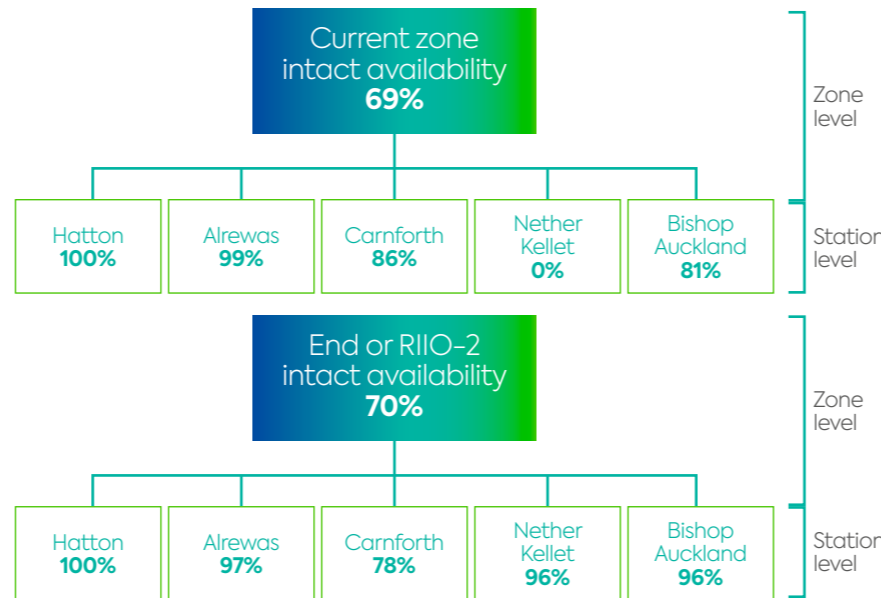 Current zone
intact availability
69%
Zone
level
Hatton
100%
Alrewas
99%
Carnforth
86%
Nether
Kellet
0%
Bishop
Auckland
81%
Station
level
End or RIIO-2
intact availability
70%
Zone
level
Hatton
100%
Alrewas
97%
Carnforth
78%
Nether
Kellet
96%
Bishop
Auckland
96%
Station
level